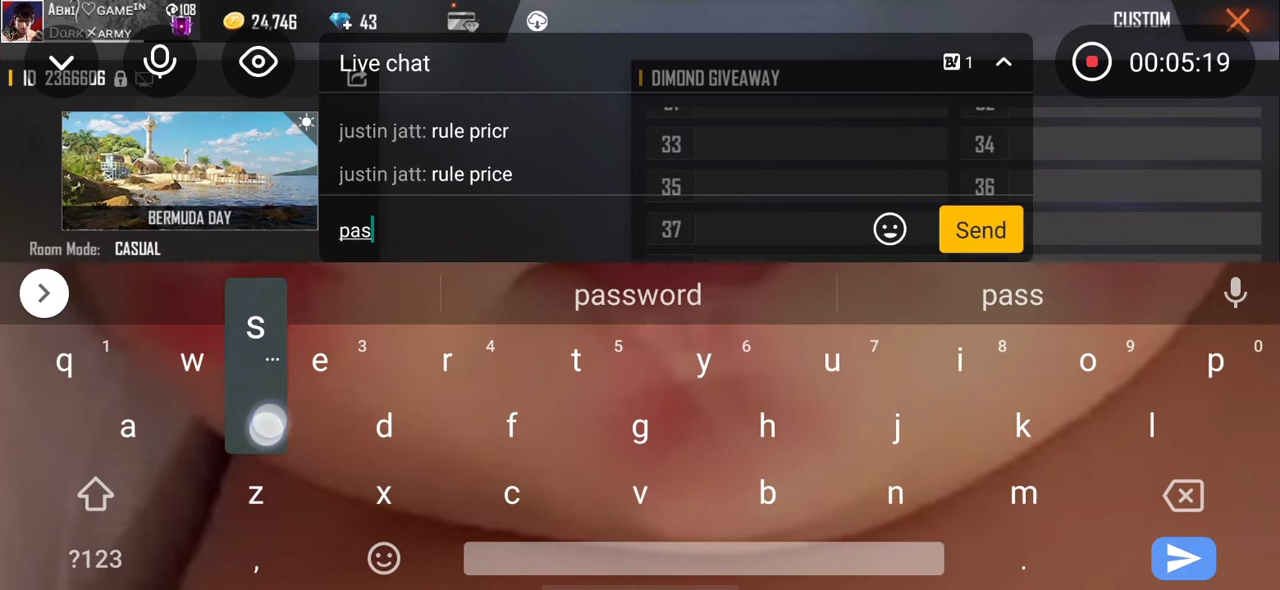 ABHI♡GAMEᴵᴺ
108
24,746
43
CUSTOM
DARK✗ARMY
Live chat
1
00:05:19
ID 2366606
DIMOND GIVEAWAY
justin jatt: rule pricr
33
34
justin jatt: rule price
35
36
BERMUDA DAY
pas
37
Send
Room Mode: CASUAL
password
pass
s
...
q 1 w e 3 r 4 t 5 y 6 u 7 i 8 o 9 p 0
a d f g h j k l
z x c v b n m
?123 , .